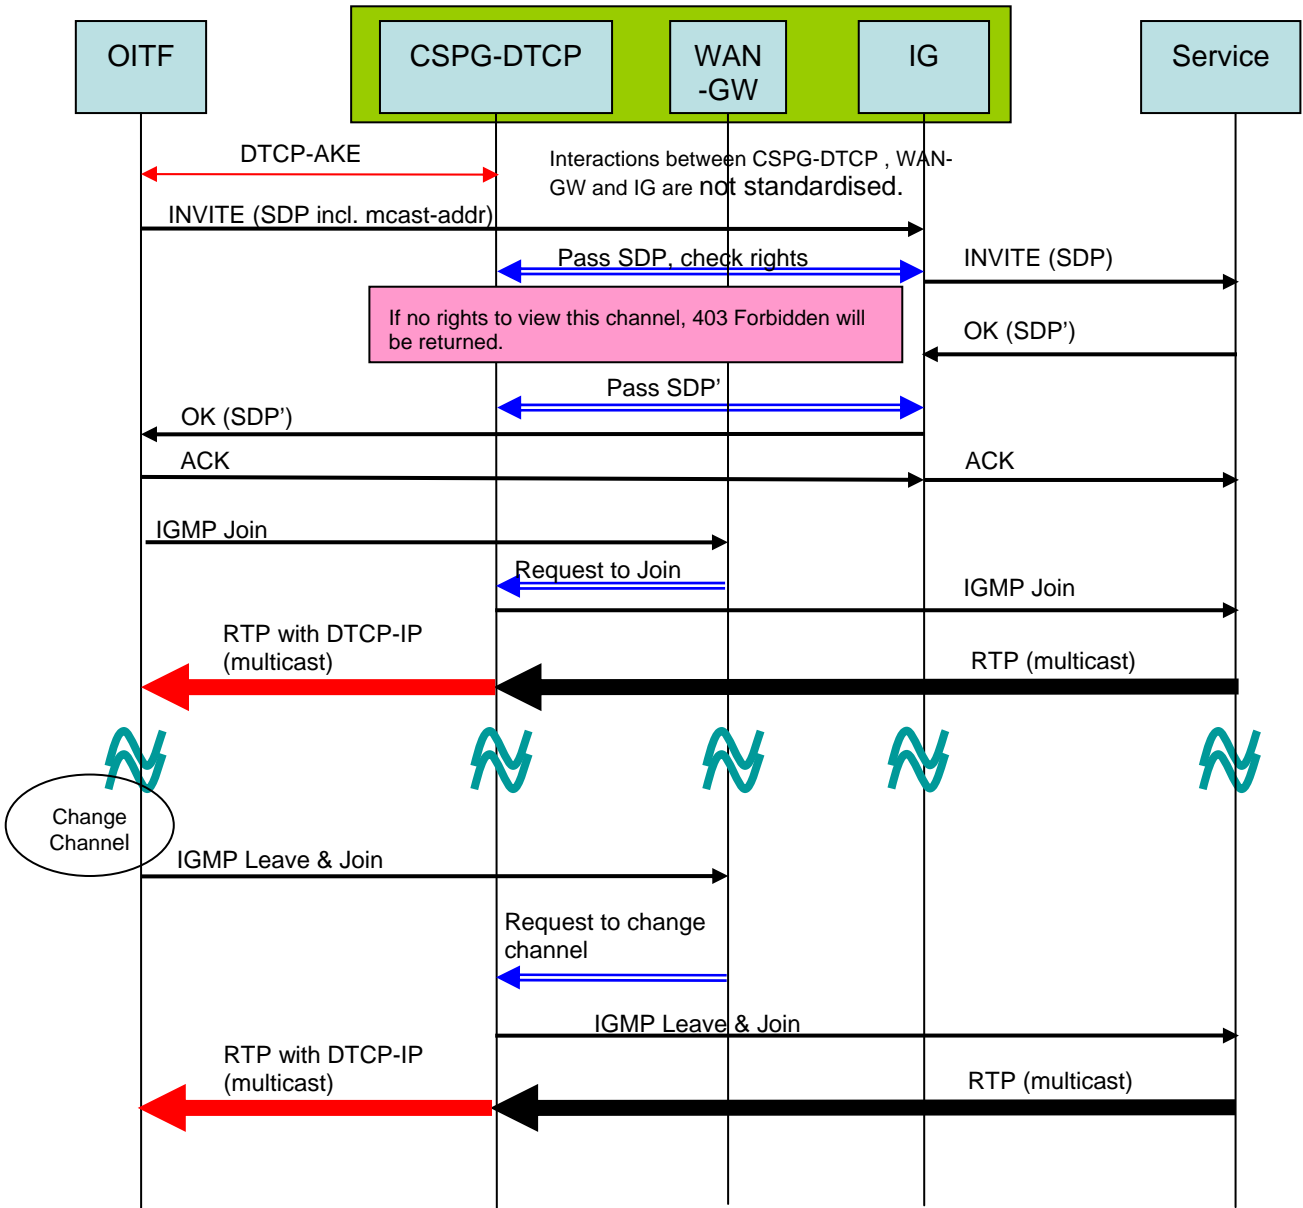 OITF
CSPG-DTCP
WAN
-GW
IG
Service
DTCP-AKE
Interactions between CSPG-DTCP , WAN-
GW and IG are not standardised.
INVITE (SDP incl. mcast-addr)
Pass SDP, check rights
INVITE (SDP)
If no rights to view this channel, 403 Forbidden will
be returned.
OK (SDP')
Pass SDP'
OK (SDP')
ACK
ACK
IGMP Join
Request to Join
IGMP Join
RTP with DTCP-IP
(multicast)
RTP (multicast)
Change
Channel
IGMP Leave & Join
Request to change
channel
IGMP Leave & Join
RTP with DTCP-IP
(multicast)
RTP (multicast)